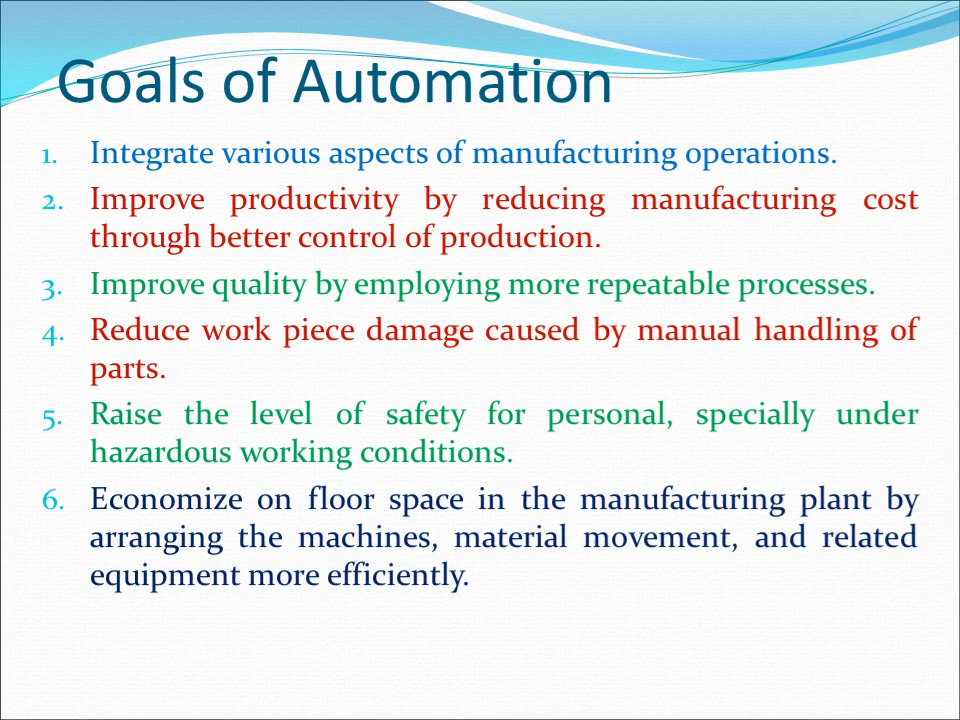 Goals of Automation
1. Integrate various aspects of manufacturing operations.
2. Improve productivity by reducing manufacturing cost
through better control of production.
3. Improve quality by employing more repeatable processes.
4. Reduce work piece damage caused by manual handling of
parts.
5. Raise the level of safety for personal, specially under
hazardous working conditions.
6. Economize on floor space in the manufacturing plant by
arranging the machines, material movement, and related
equipment more efficiently.